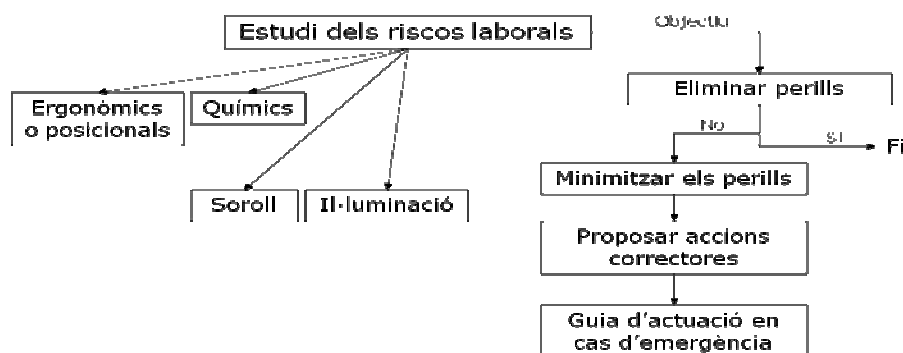 Estudi dels riscos laborals
Ergonòmics
o posicionals
Químics
Soroll
Il·luminació
Objectiu
Eliminar perills
No
Sí
Fi
Minimitzar els perills
Proposar accions
correctores
Guia d'actuació en
cas d'emergència